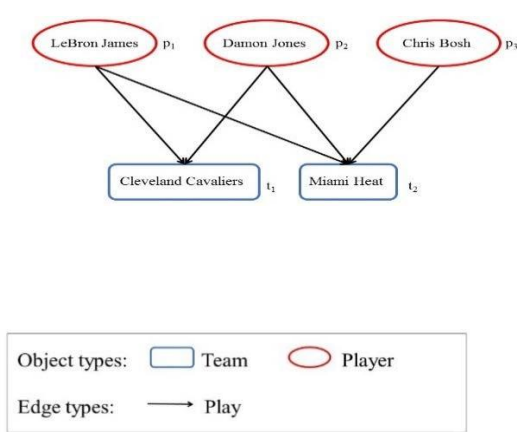 LeBron James p1 Damon Jones p2 Chris Bosh p3
Cleveland Cavaliers t1 Miami Heat t2
Object types: Team Player
Edge types: Play